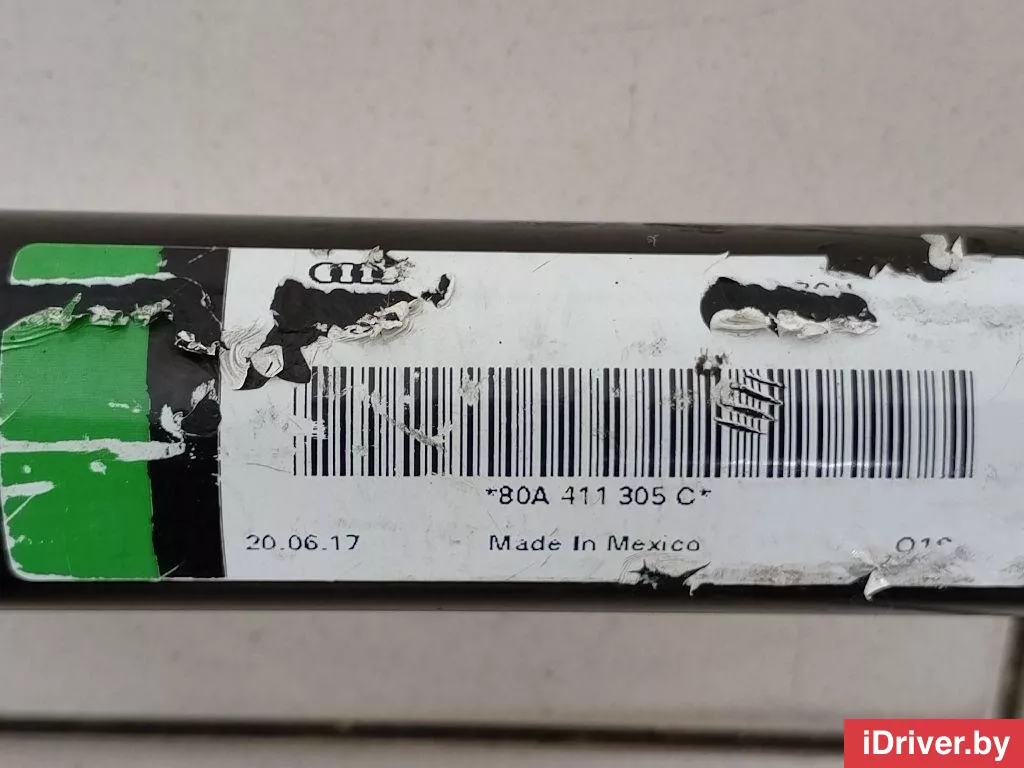 *80A 411 305 C*
20.06.17 Made In Mexico
iDriver.by